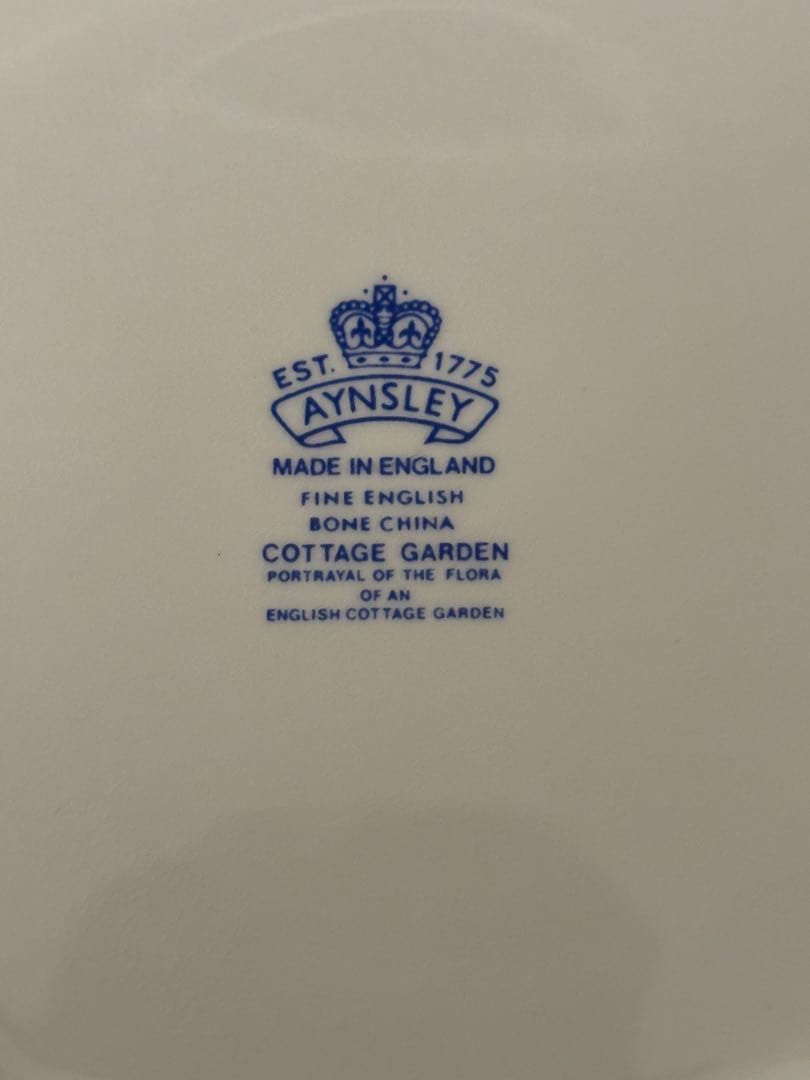 EST. 1775
AYNSLEY
MADE IN ENGLAND
FINE ENGLISH
BONE CHINA
COTTAGE GARDEN
PORTRAYAL OF THE FLORA
OF AN
ENGLISH COTTAGE GARDEN